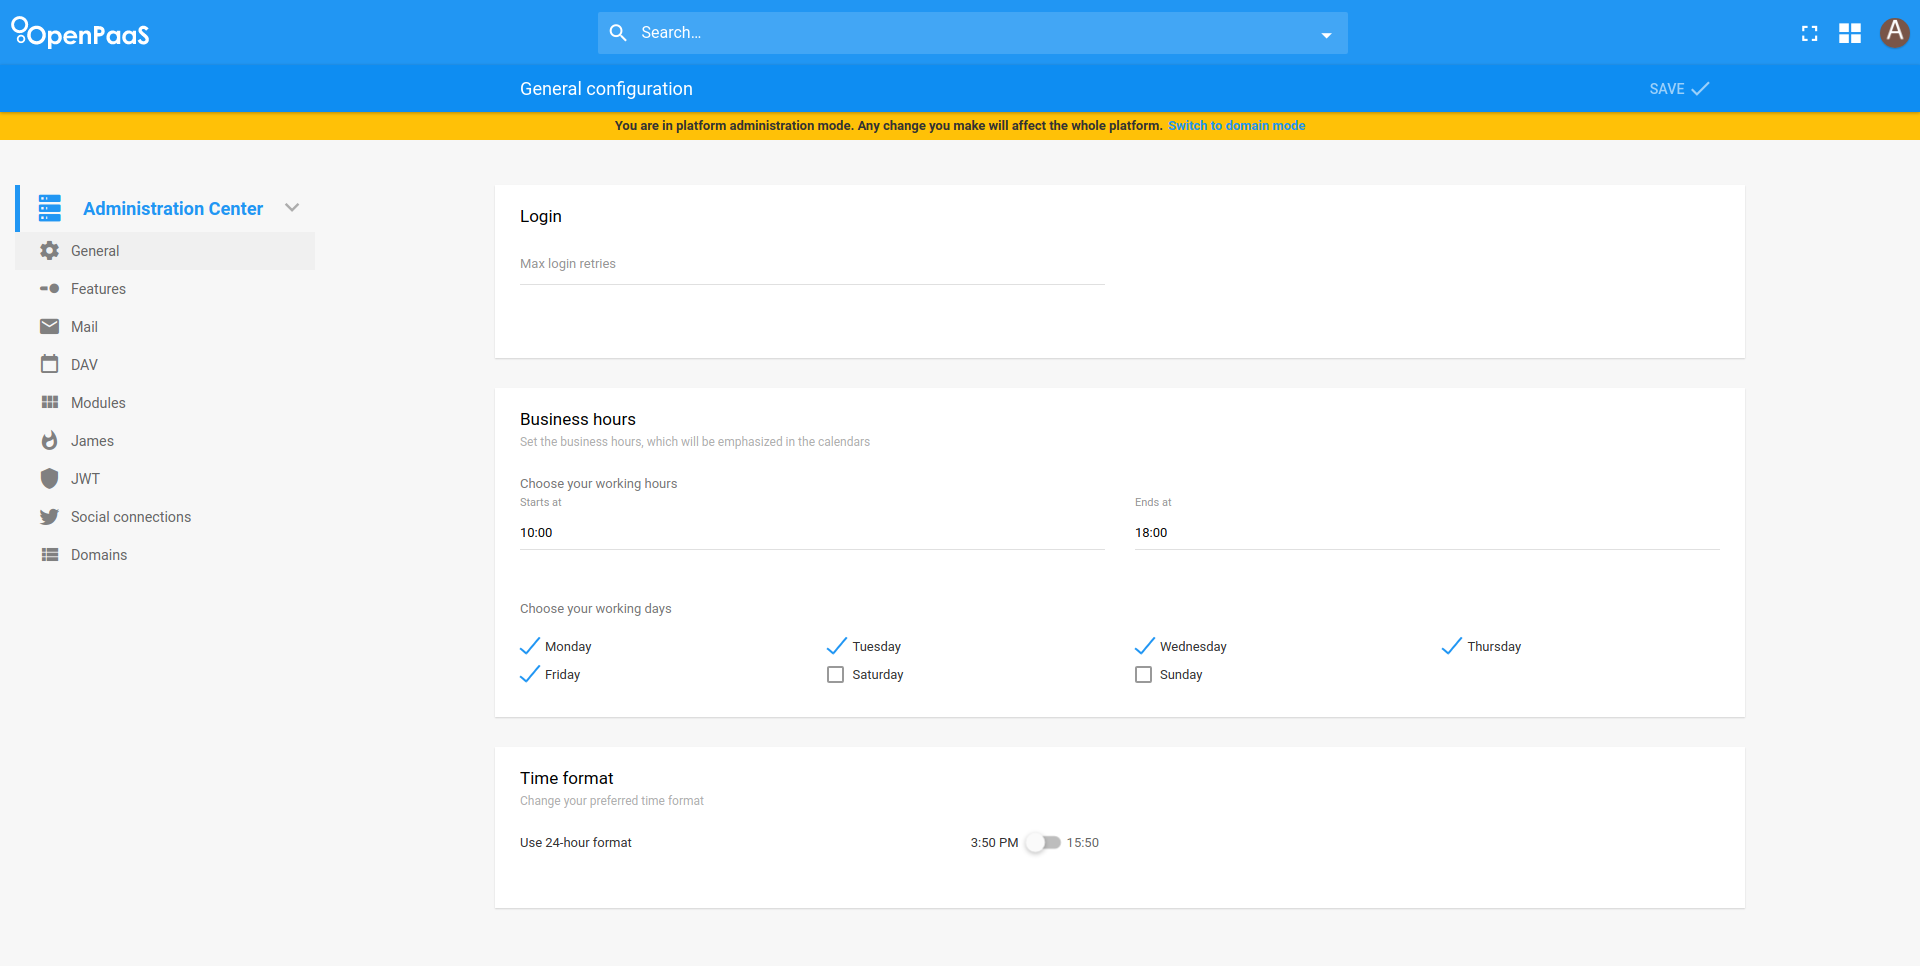 OpenPaaS
Search...
A
General configuration
SAVE
You are in platform administration mode. Any change you make will affect the whole platform. Switch to domain mode
Administration Center
General
Features
Mail
DAV
Modules
James
JWT
Social connections
Domains
Login
Max login retries
Business hours
Set the business hours, which will be emphasized in the calendars
Choose your working hours
Starts at
Ends at
10:00
18:00
Choose your working days
Monday
Tuesday
Wednesday
Thursday
Friday
Saturday
Sunday
Time format
Change your preferred time format
Use 24-hour format
3:50 PM
15:50